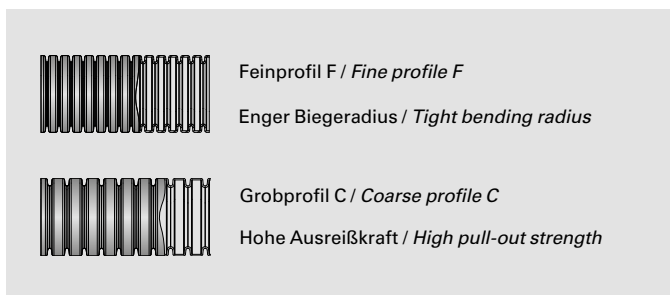 Feinprofil F / Fine profile F
Enger Biegeradius / Tight bending radius
Grobprofil C / Coarse profile C
Hohe Ausreißkraft / High pull-out strength